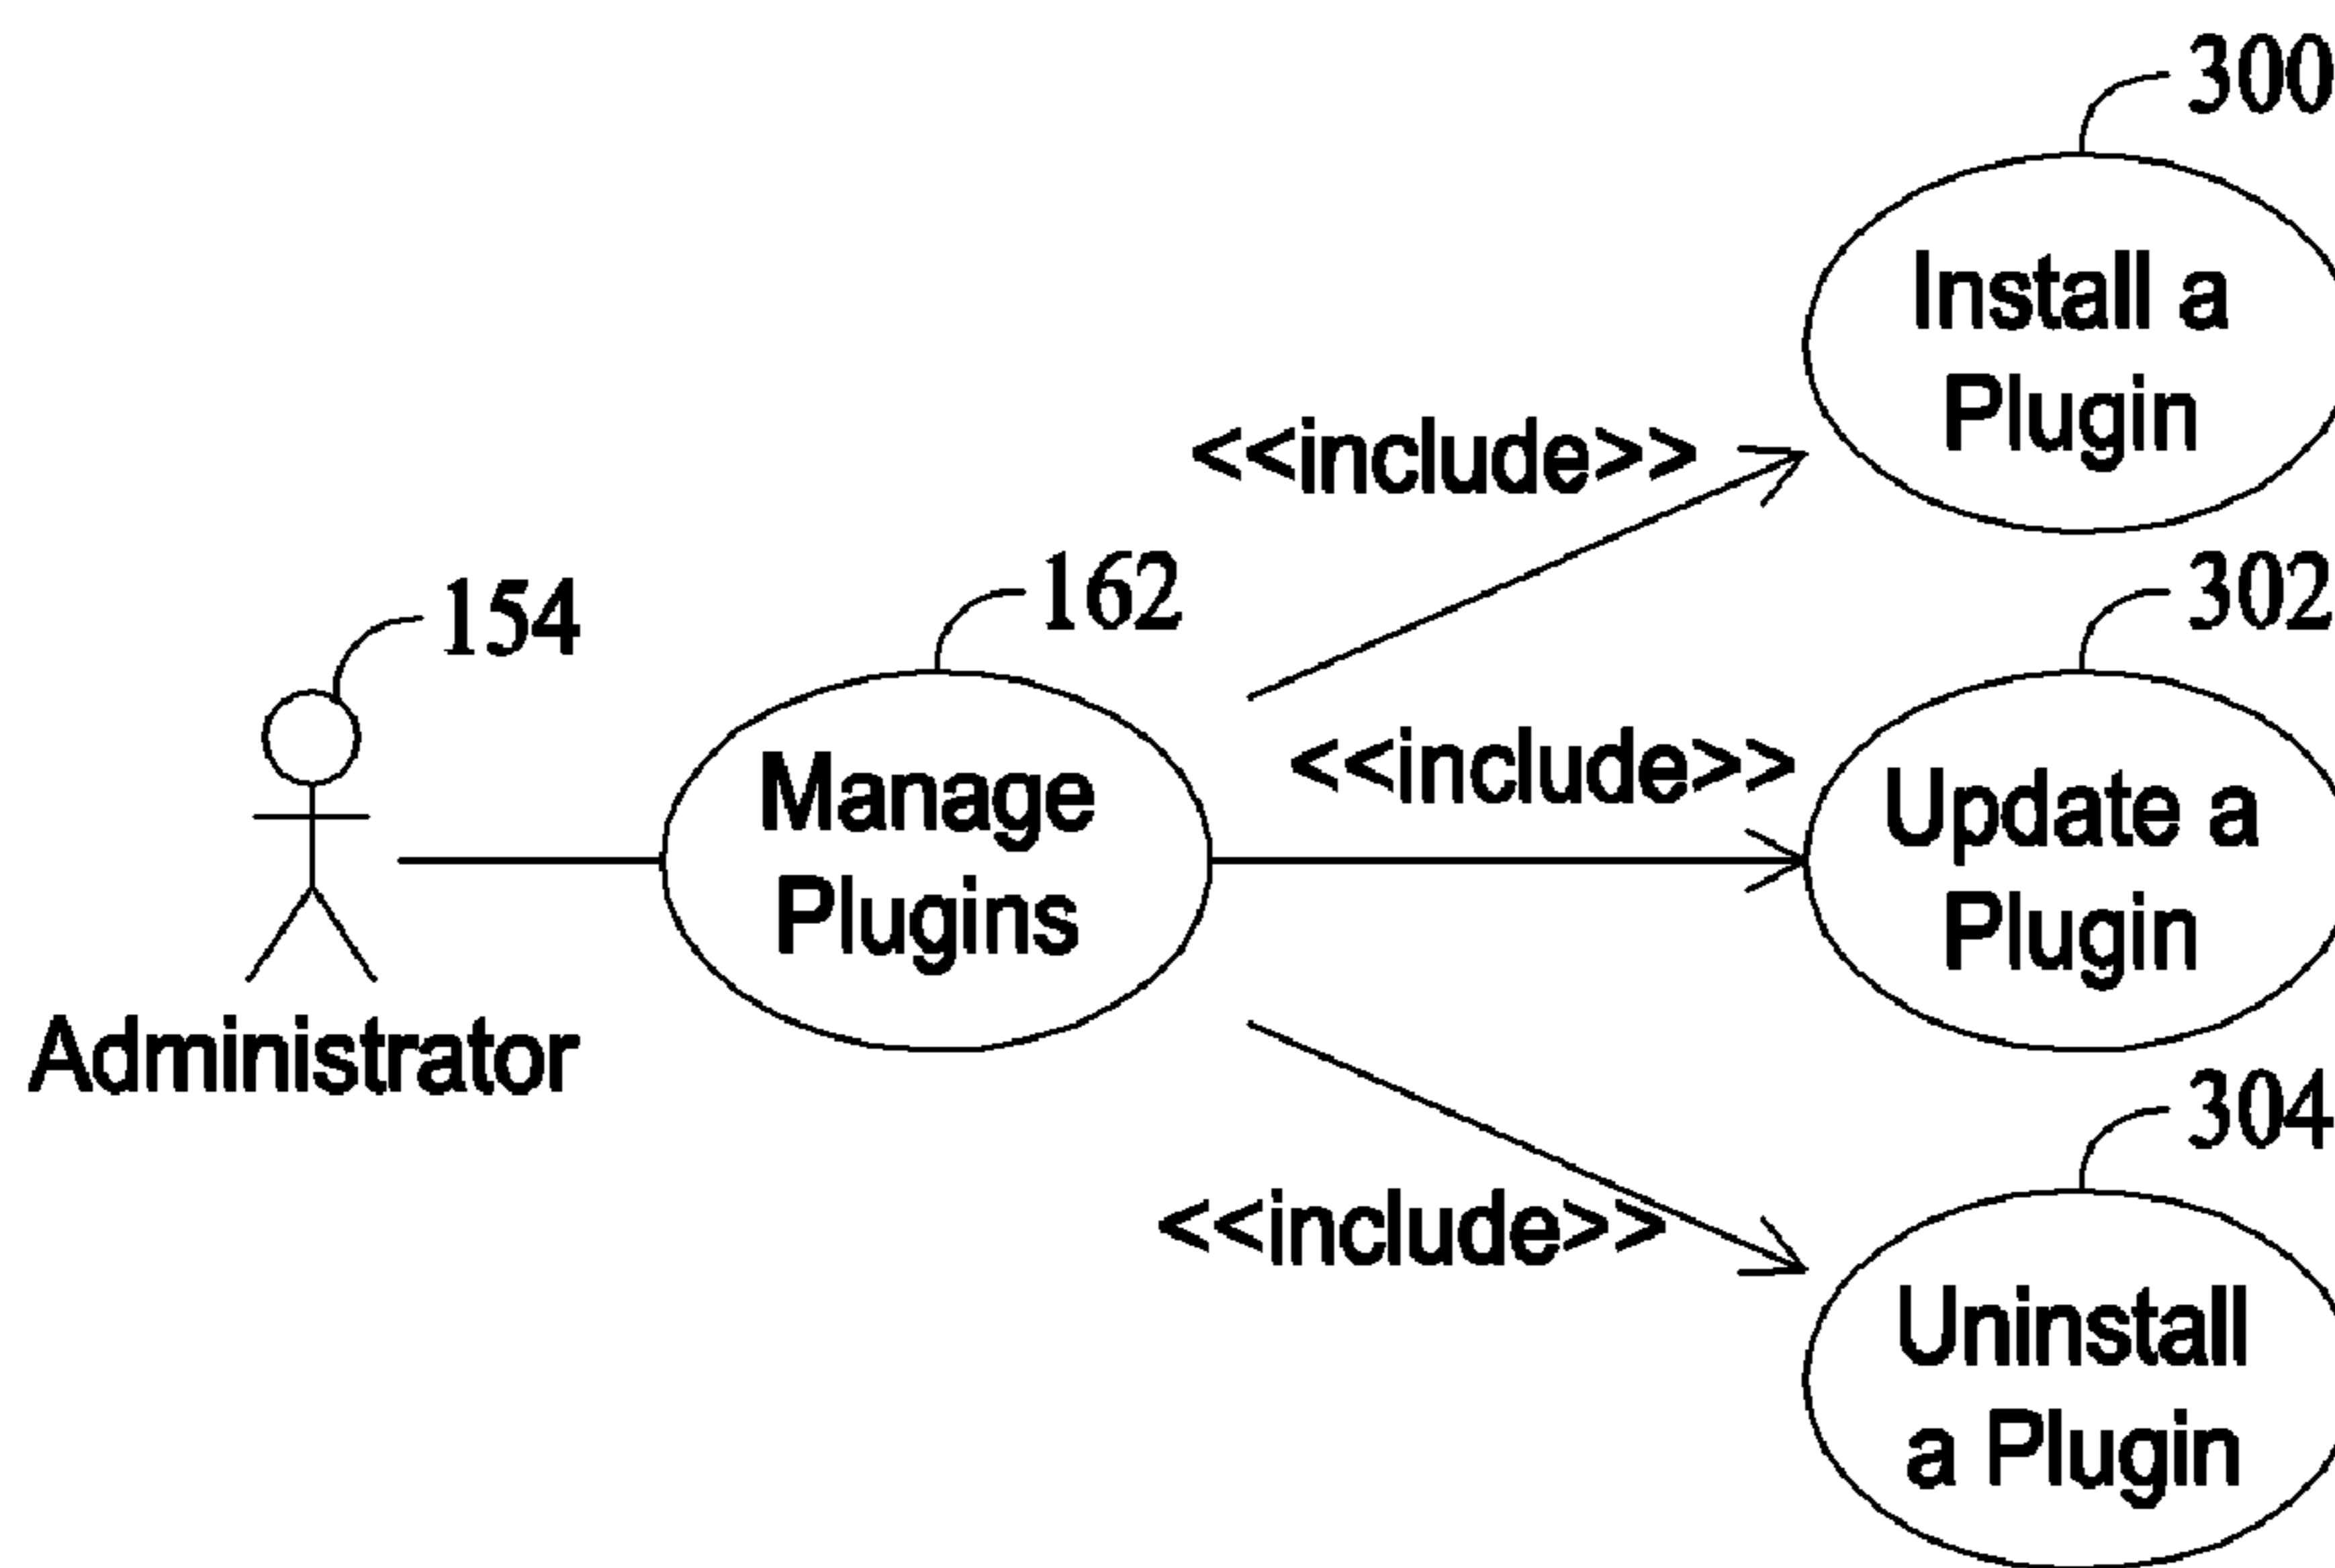 300
Install a
Plugin
<<include>>
154
162
302
Manage
Plugins
<<include>>
Update a
Plugin
Administrator
304
<<include>>
Uninstall
a Plugin